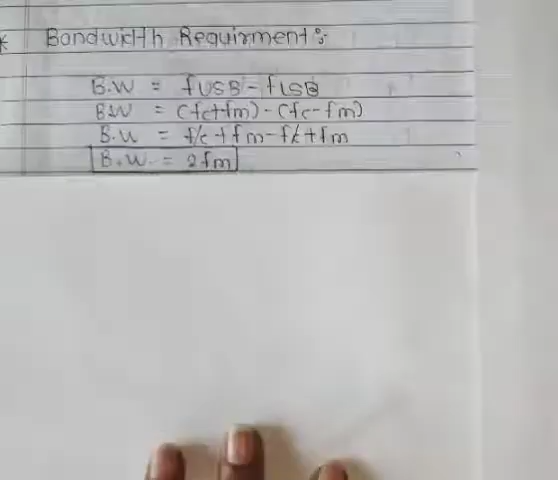 * Bandwidth Requirment :
B.W = fUSB - fLSB
B.W = (fc+fm) - (fc-fm)
B.W = fc + fm - fc + fm
B.W. = 2fm